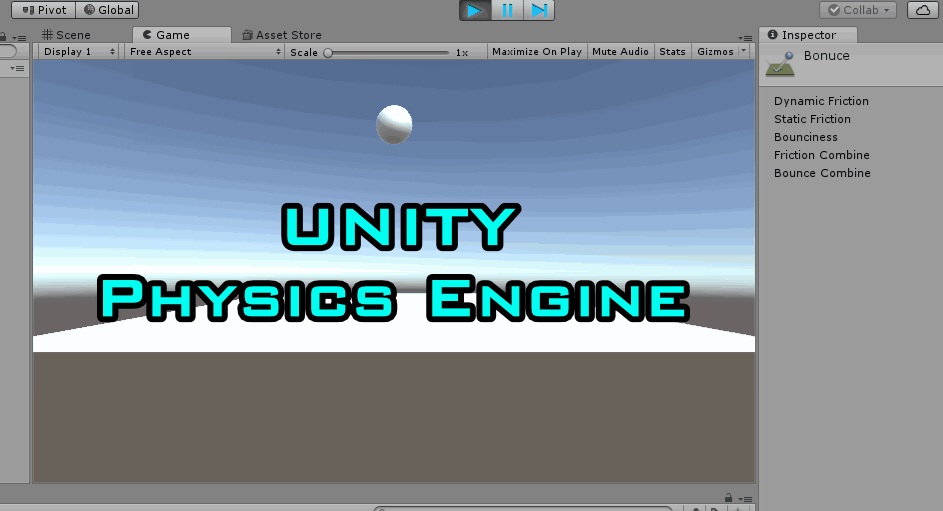 Pivot Global Collab
Scene Game Asset Store Inspector
Display 1 Free Aspect Scale 1x Maximize On Play Mute Audio Stats Gizmos
Bonuce
Dynamic Friction
Static Friction
Bounciness
Friction Combine
Bounce Combine
UNITY
PHYSICS ENGINE